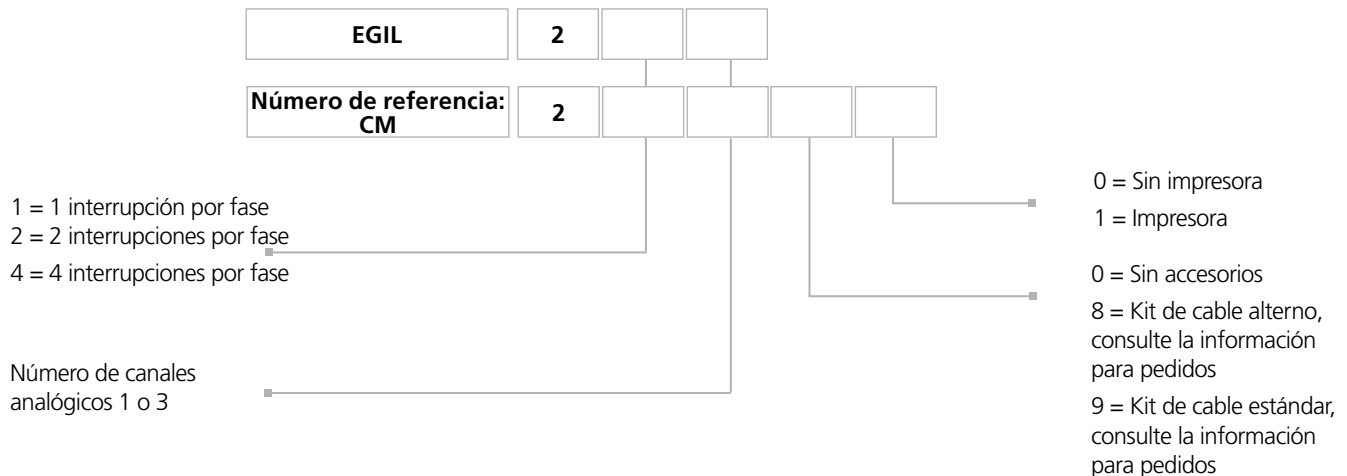 EGIL 2
Número de referencia:
CM
2
1 = 1 interrupción por fase
2 = 2 interrupciones por fase
4 = 4 interrupciones por fase
Número de canales
analógicos 1 o 3
0 = Sin impresora
1 = Impresora
0 = Sin accesorios
8 = Kit de cable alterno,
consulte la información
para pedidos
9 = Kit de cable estándar,
consulte la información
para pedidos